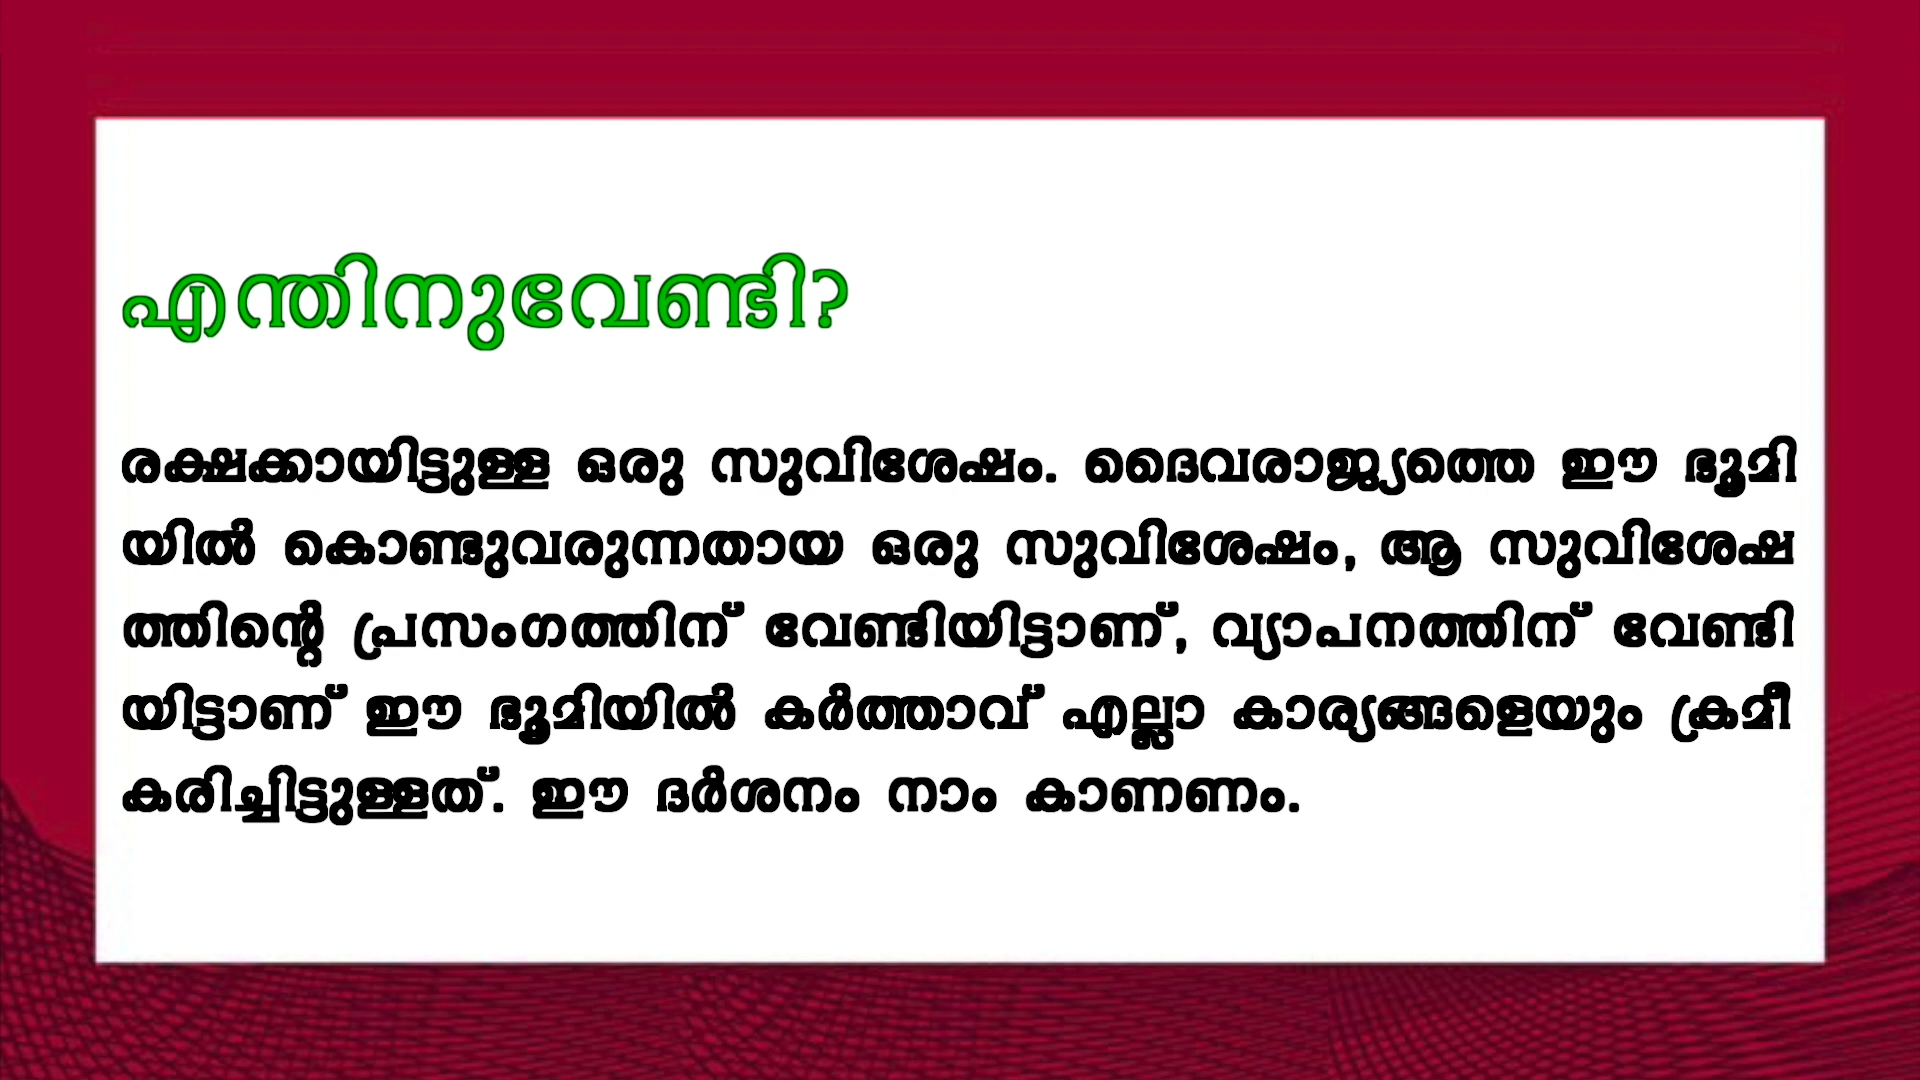 എന്തിനുവേണ്ടി?
രക്ഷക്കായിട്ടുള്ള ഒരു സുവിശേഷം. ദൈവരാജ്യത്തെ ഈ ഭൂമി
യിൽ കൊണ്ടുവരുന്നതായ ഒരു സുവിശേഷം, ആ സുവിശേഷ
ത്തിന്റെ പ്രസംഗത്തിന് വേണ്ടിയിട്ടാണ്, വ്യാപനത്തിന് വേണ്ടി
യിട്ടാണ് ഈ ഭൂമിയിൽ കർത്താവ് എല്ലാ കാര്യങ്ങളെയും ക്രമീ
കരിച്ചിട്ടുള്ളത്. ഈ ദർശനം നാം കാണണം.